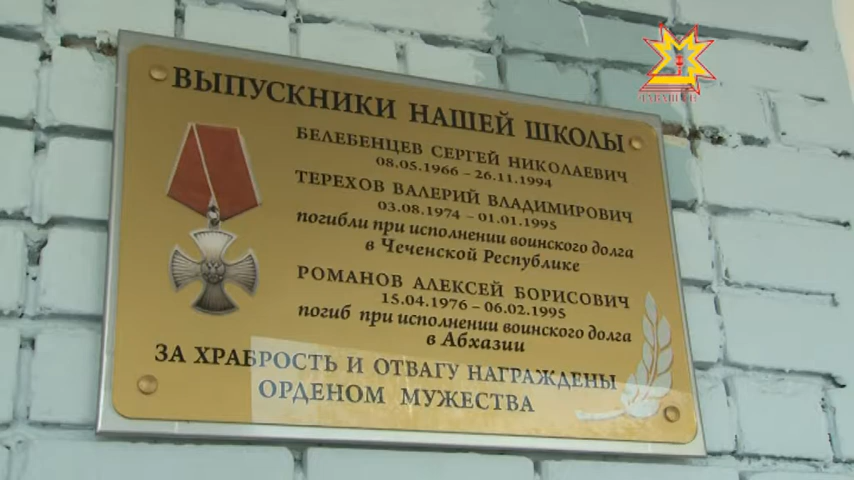 ВЫПУСКНИКИ НАШЕЙ ШКОЛЫ
БЕЛЕБЕНЦЕВ СЕРГЕЙ НИКОЛАЕВИЧ
08.05.1966 – 26.11.1994
ТЕРЕХОВ ВАЛЕРИЙ ВЛАДИМИРОВИЧ
03.08.1974 – 01.01.1995
погибли при исполнении воинского долга
в Чеченской Республике
РОМАНОВ АЛЕКСЕЙ БОРИСОВИЧ
15.04.1976 – 06.02.1995
погиб при исполнении воинского долга
в Абхазии
ЗА ХРАБРОСТЬ И ОТВАГУ НАГРАЖДЕНЫ
ОРДЕНОМ МУЖЕСТВА